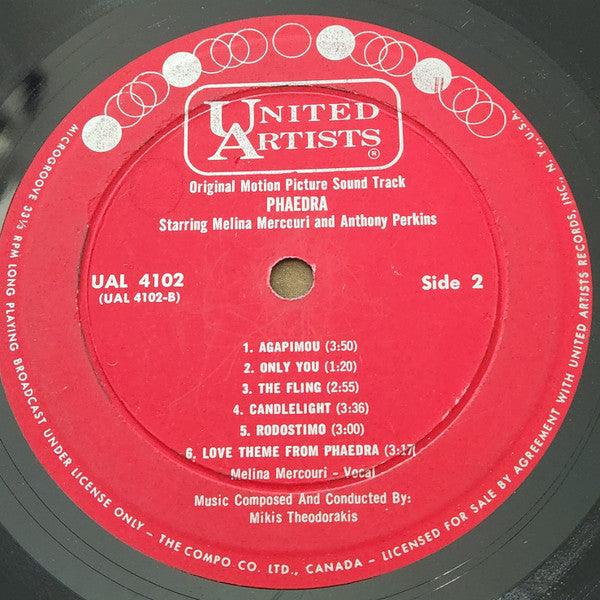 UNITED
ARTISTS
®
Original Motion Picture Sound Track
PHAEDRA
Starring Melina Mercouri and Anthony Perkins
UAL 4102
(UAL 4102-B)
Side 2
1. AGAPIMOU (3:50)
2. ONLY YOU (1:20)
3. THE FLING (2:55)
4. CANDLELIGHT (3:36)
5. RODOSTIMO (3:00)
6. LOVE THEME FROM PHAEDRA (3:17(
Melina Mercouri - Vocal
Music Composed And Conducted By:
Mikis Theodorakis
MICROGROOVE 33⅓ RPM LONG PLAYING BROADCAST UNDER LICENSE ONLY - THE COMPO CO. LTD., CANADA - LICENSED FOR SALE BY AGREEMENT WITH UNITED ARTISTS RECORDS, INC., N. Y., U.S.A.